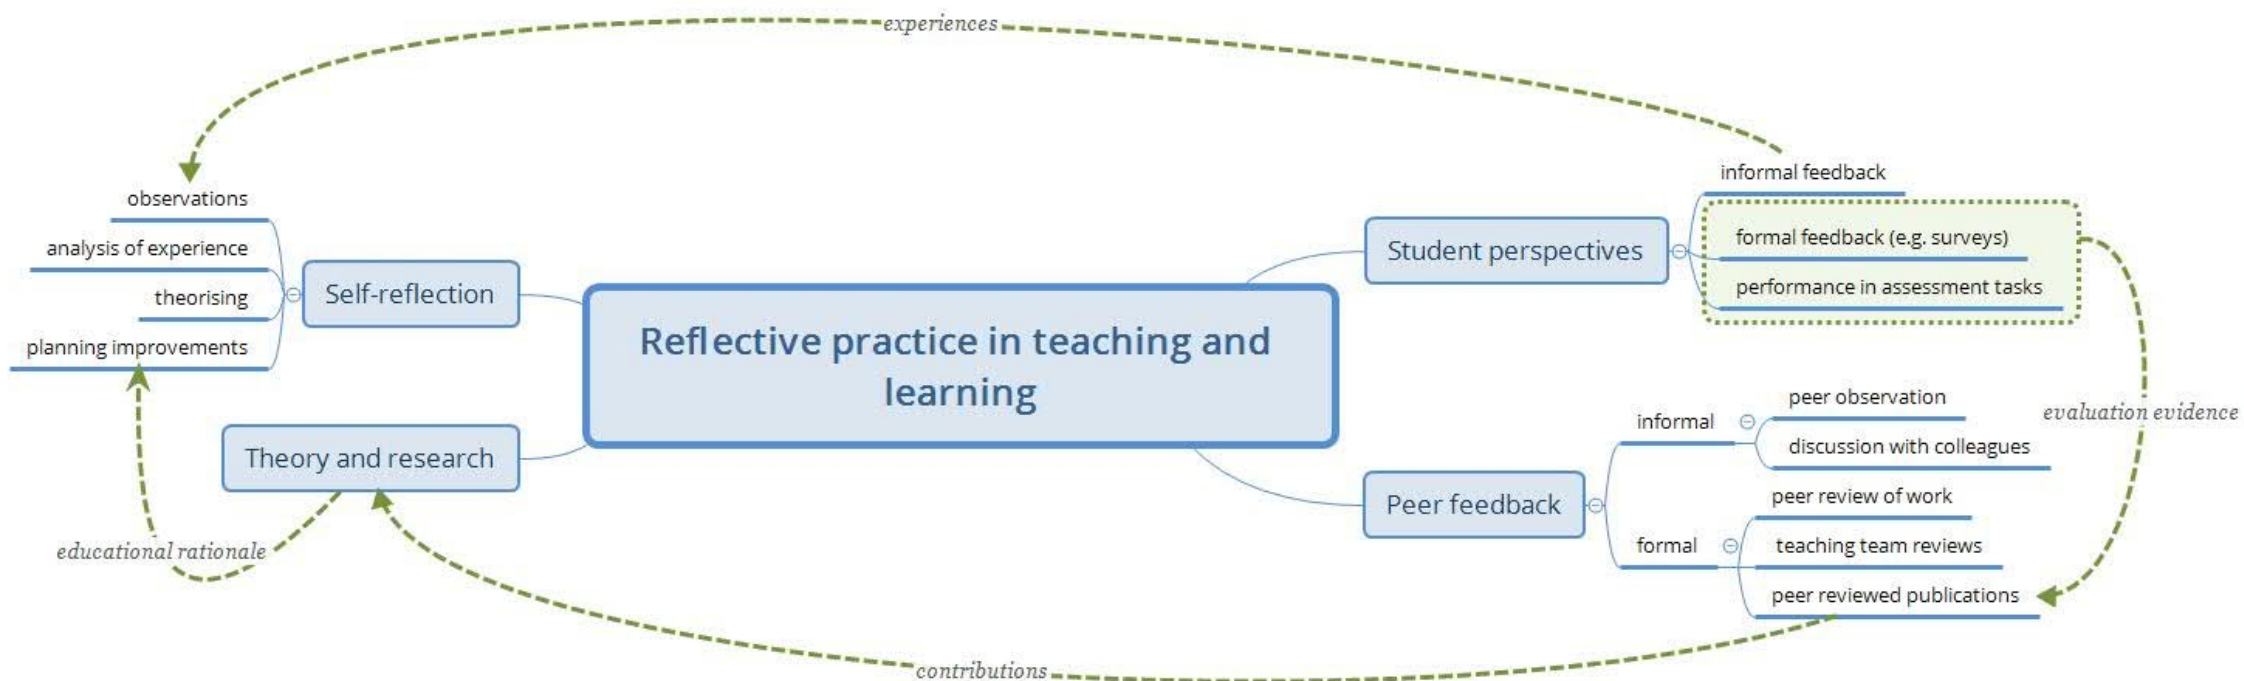 experiences
observations
analysis of experience
theorising
planning improvements
Self-reflection
Theory and research
educational rationale
Reflective practice in teaching and
learning
Student perspectives
informal feedback
formal feedback (e.g. surveys)
performance in assessment tasks
evaluation evidence
Peer feedback
informal
peer observation
discussion with colleagues
formal
peer review of work
teaching team reviews
peer reviewed publications
contributions